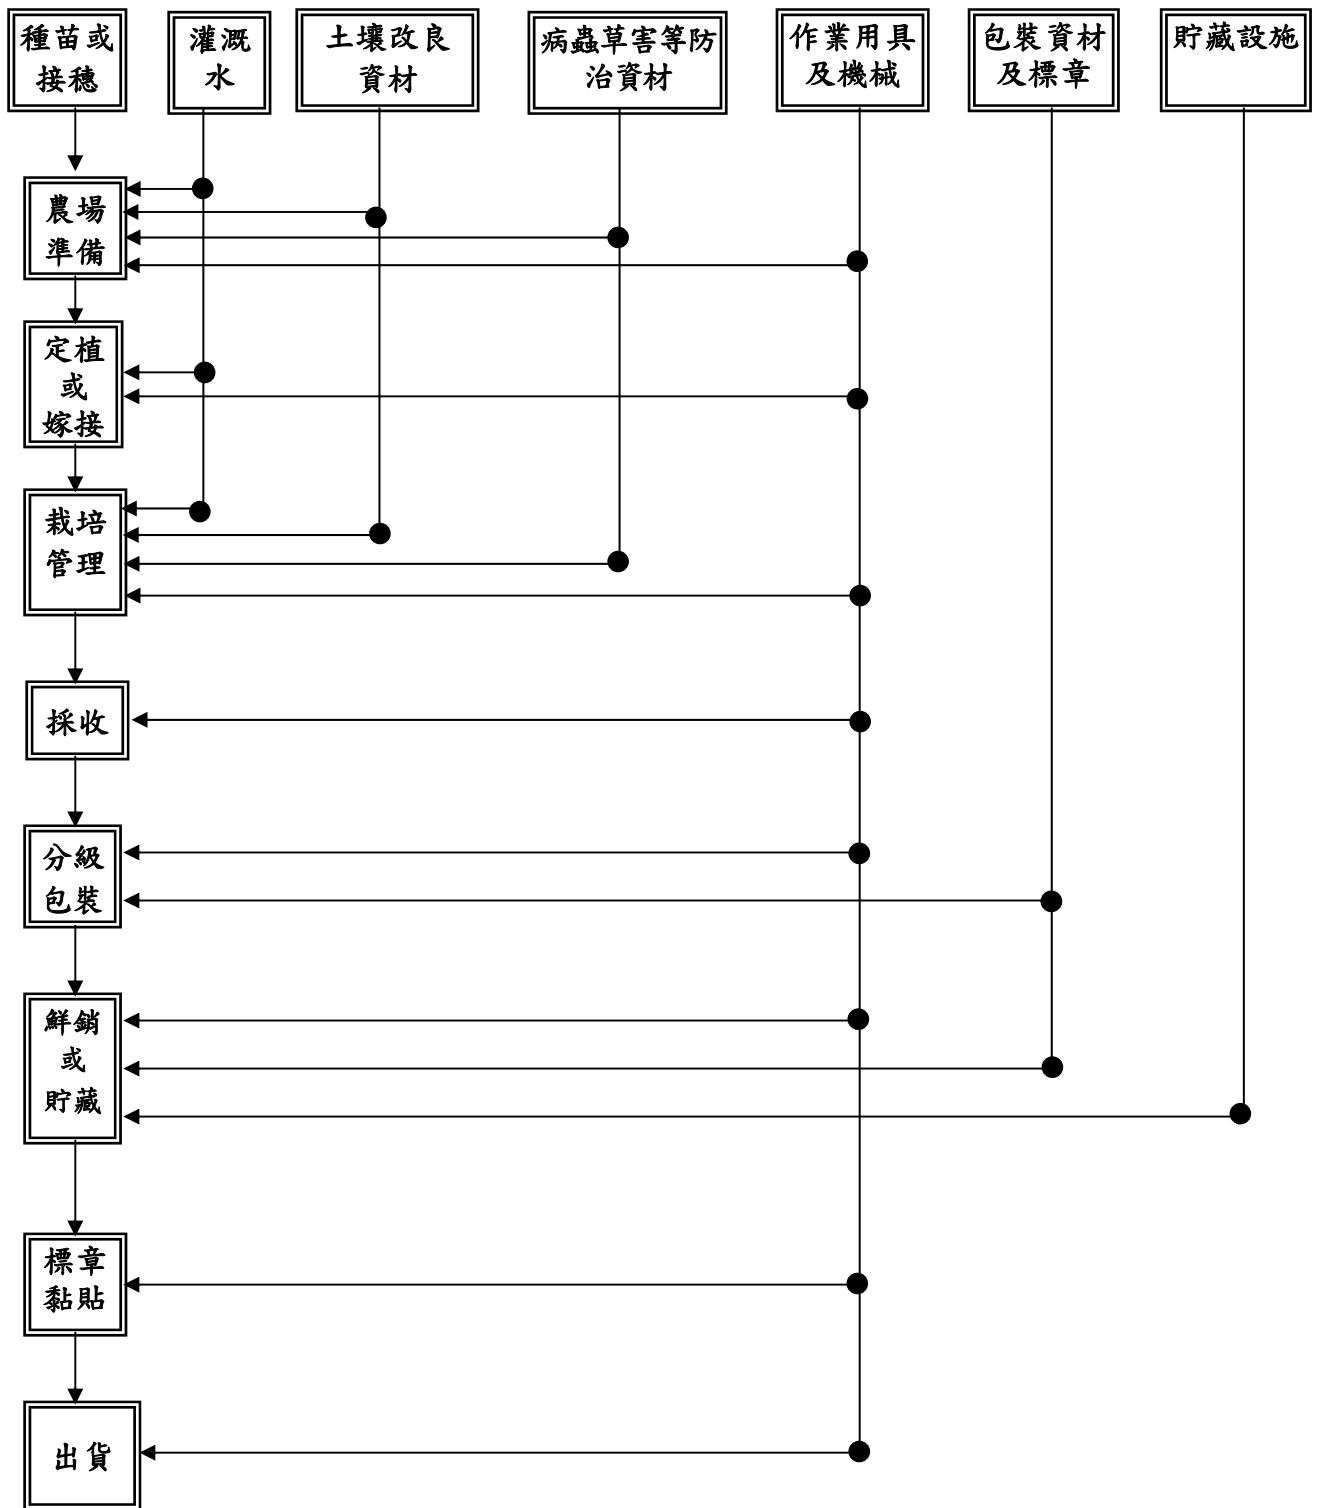 種苗或
接穗
灌溉
水
土壤改良
資材
病蟲草害等防
治資材
作業用具
及機械
包裝資材
及標章
貯藏設施
農場
準備
定植
或
嫁接
栽培
管理
採收
分級
包裝
鮮銷
或
貯藏
標章
黏貼
出貨